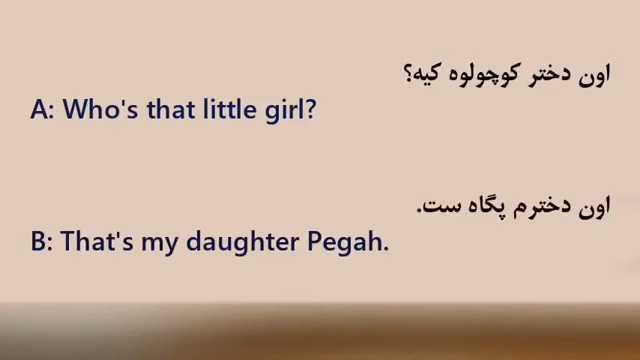 اون دختر کوچولوه کیه؟
A: Who's that little girl?
اون دخترم پگاه ست.
B: That's my daughter Pegah.